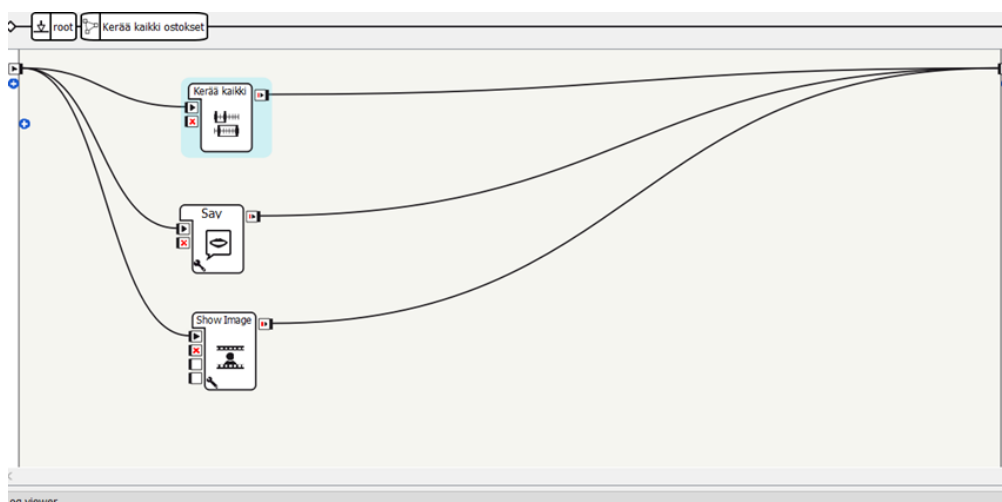 root
Kerää kaikki ostokset
Kerää kaikki
Say
Show Image
og viewer